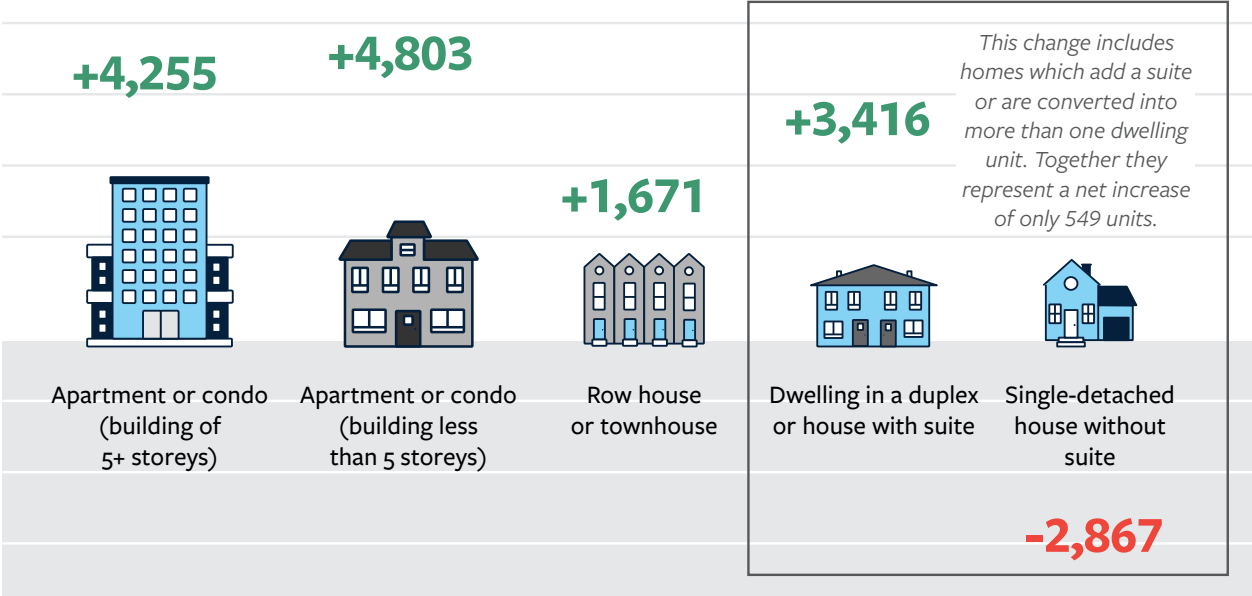 +4,255
+4,803
+1,671
+3,416
This change includes
homes which add a suite
or are converted into
more than one dwelling
unit. Together they
represent a net increase
of only 549 units.
Apartment or condo
(building of
5+ storeys)
Apartment or condo
(building less
than 5 storeys)
Row house
or townhouse
Dwelling in a duplex
or house with suite
Single-detached
house without
suite
-2,867